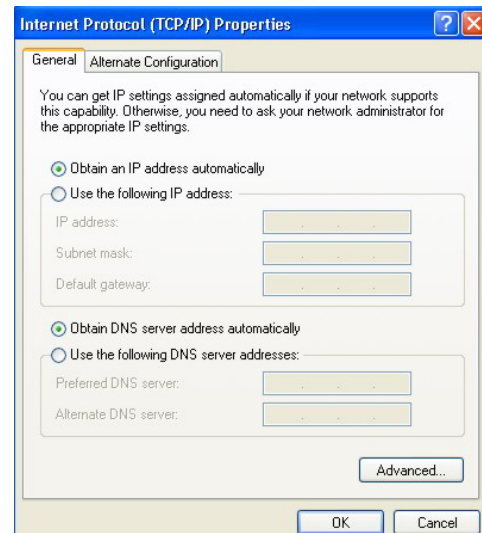 Internet Protocol (TCP/IP) Properties
General Alternate Configuration
You can get IP settings assigned automatically if your network supports
this capability. Otherwise, you need to ask your network administrator for
the appropriate IP settings.
Obtain an IP address automatically
Use the following IP address:
IP address:
Subnet mask:
Default gateway:
Obtain DNS server address automatically
Use the following DNS server addresses:
Preferred DNS server:
Alternate DNS server:
Advanced...
OK Cancel